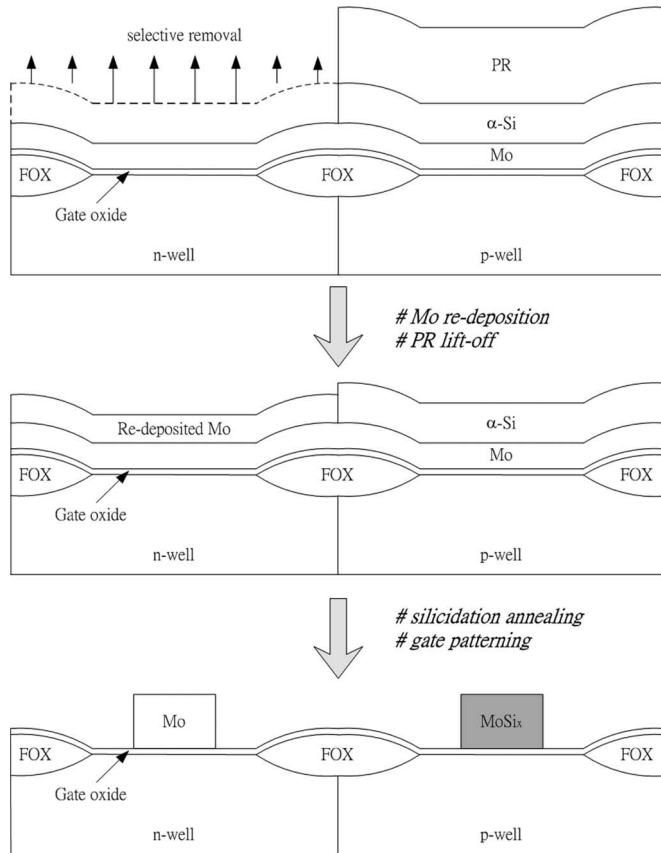 selective removal
PR
α-Si
Mo
FOX
FOX
FOX
Gate oxide
n-well
p-well
# Mo re-deposition
# PR lift-off
Re-deposited Mo
α-Si
Mo
FOX
FOX
FOX
Gate oxide
n-well
p-well
# silicidation annealing
# gate patterning
Mo
MoSix
FOX
FOX
FOX
Gate oxide
n-well
p-well